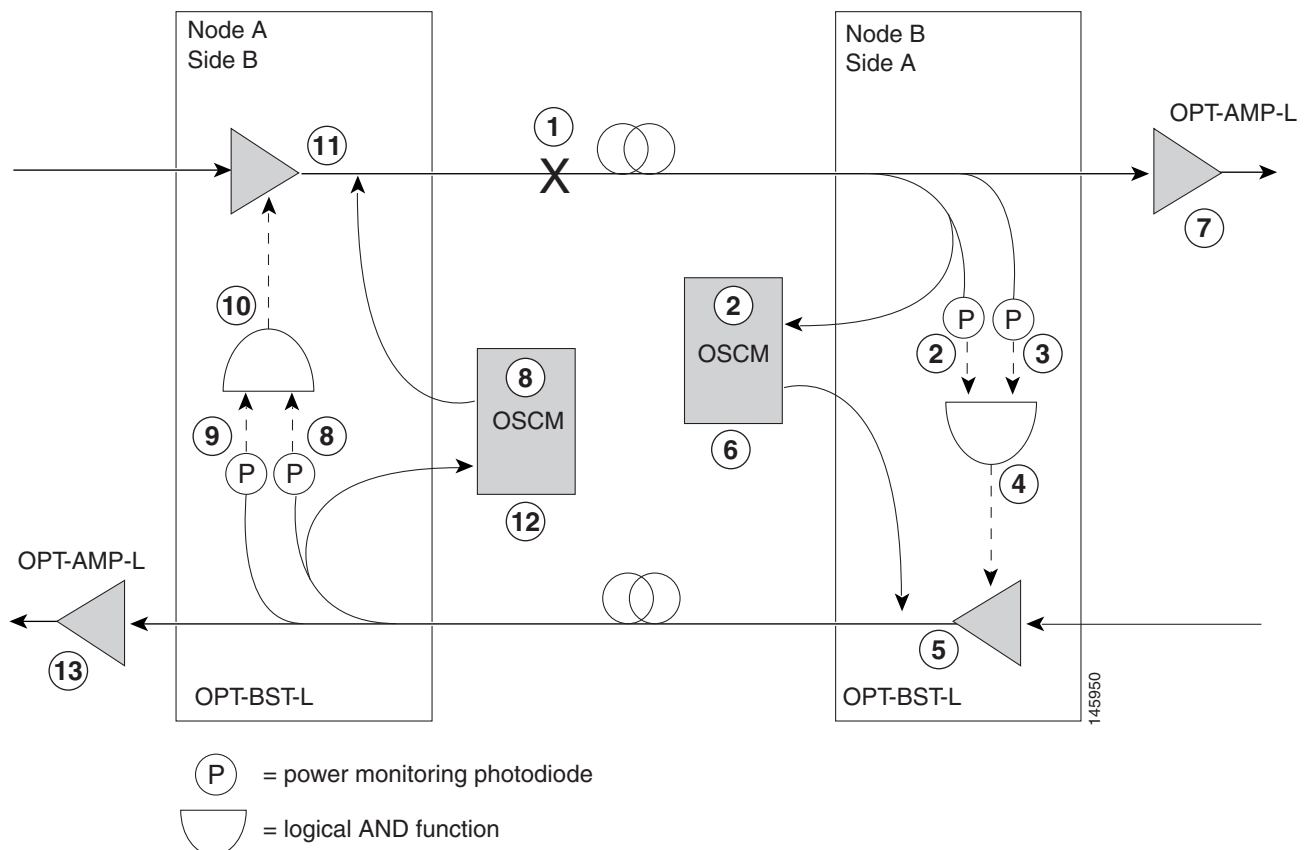 Node A
Side B
Node B
Side A
OPT-AMP-L
1
11
7
10
2
OSCM
P
P
2
3
8
OSCM
9
8
6
P
P
4
12
OPT-AMP-L
13
5
OPT-BST-L
OPT-BST-L
145950
P = power monitoring photodiode
= logical AND function